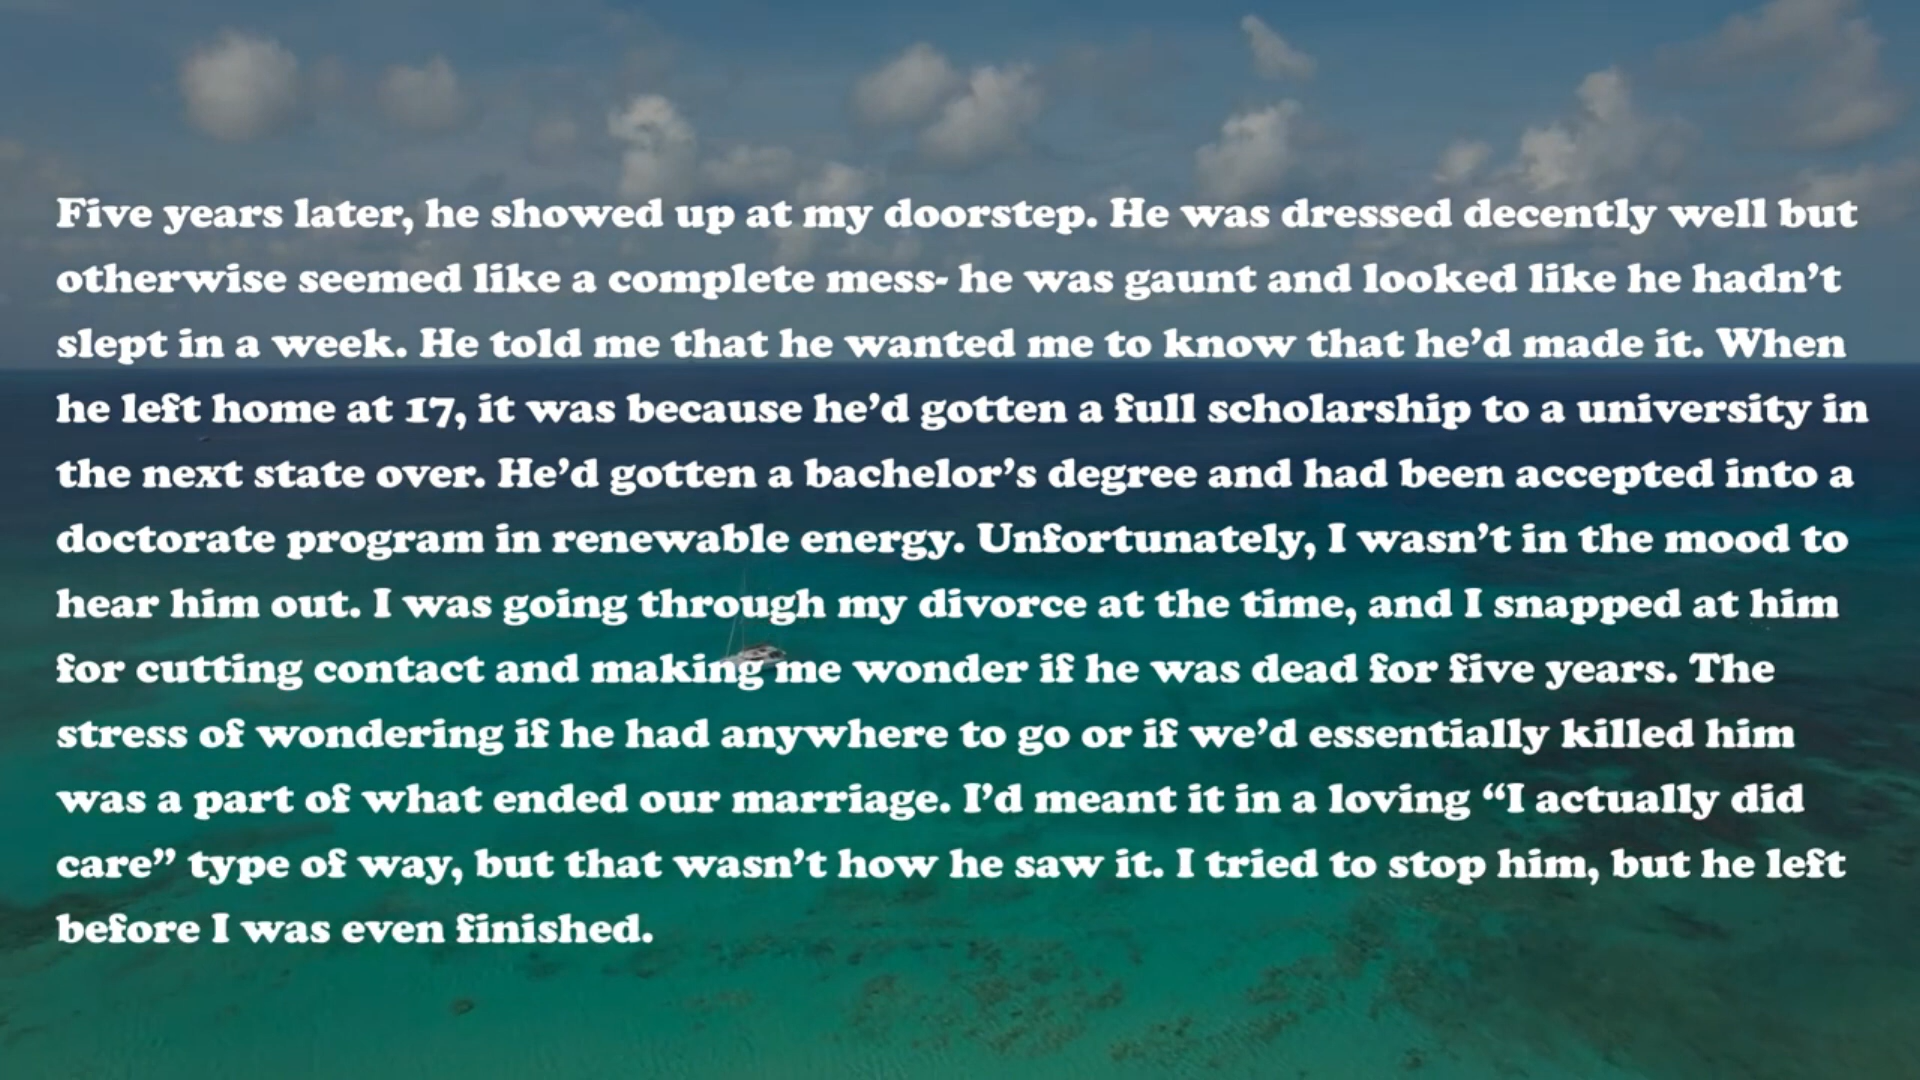 Five years later, he showed up at my doorstep. He was dressed decently well but
otherwise seemed like a complete mess- he was gaunt and looked like he hadn’t
slept in a week. He told me that he wanted me to know that he’d made it. When
he left home at 17, it was because he’d gotten a full scholarship to a university in
the next state over. He’d gotten a bachelor’s degree and had been accepted into a
doctorate program in renewable energy. Unfortunately, I wasn’t in the mood to
hear him out. I was going through my divorce at the time, and I snapped at him
for cutting contact and making me wonder if he was dead for five years. The
stress of wondering if he had anywhere to go or if we’d essentially killed him
was a part of what ended our marriage. I’d meant it in a loving “I actually did
care” type of way, but that wasn’t how he saw it. I tried to stop him, but he left
before I was even finished.